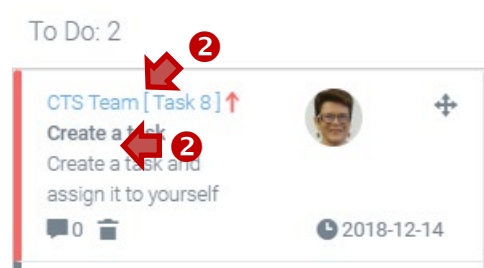 To Do: 2
2
CTS Team [ Task 8 ]
Create a task
2
Create a task and
assign it to yourself
0
2018-12-14